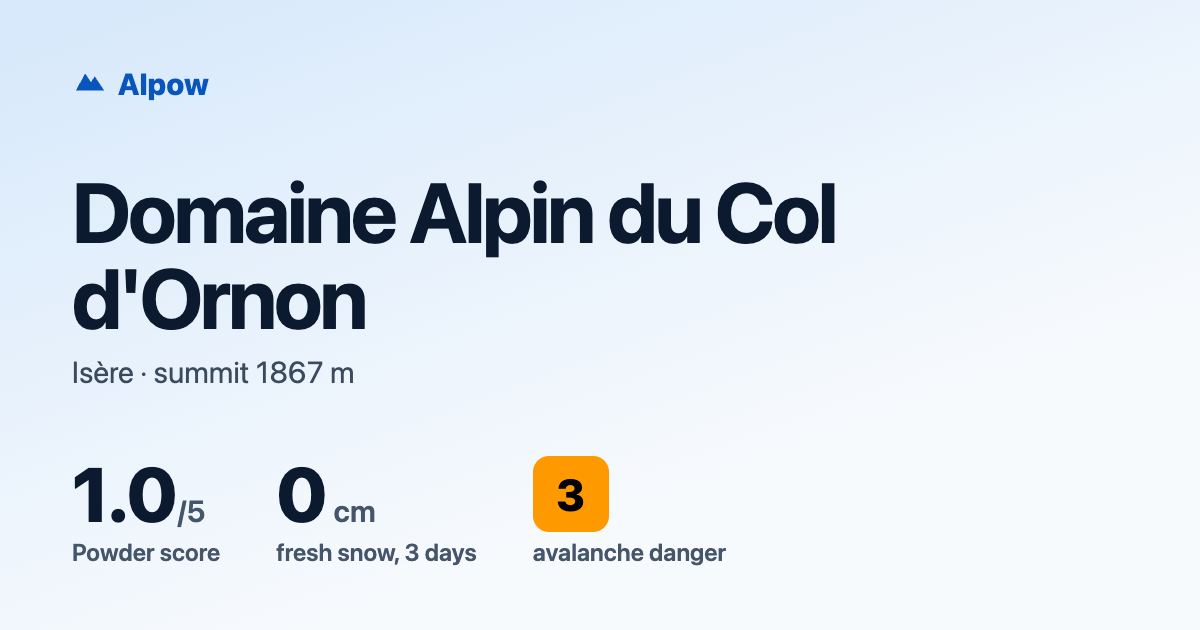 Alpow
Domaine Alpin du Col
d'Ornon
Isère · summit 1867 m
1.0/5
Powder score
0 cm
fresh snow, 3 days
3
avalanche danger